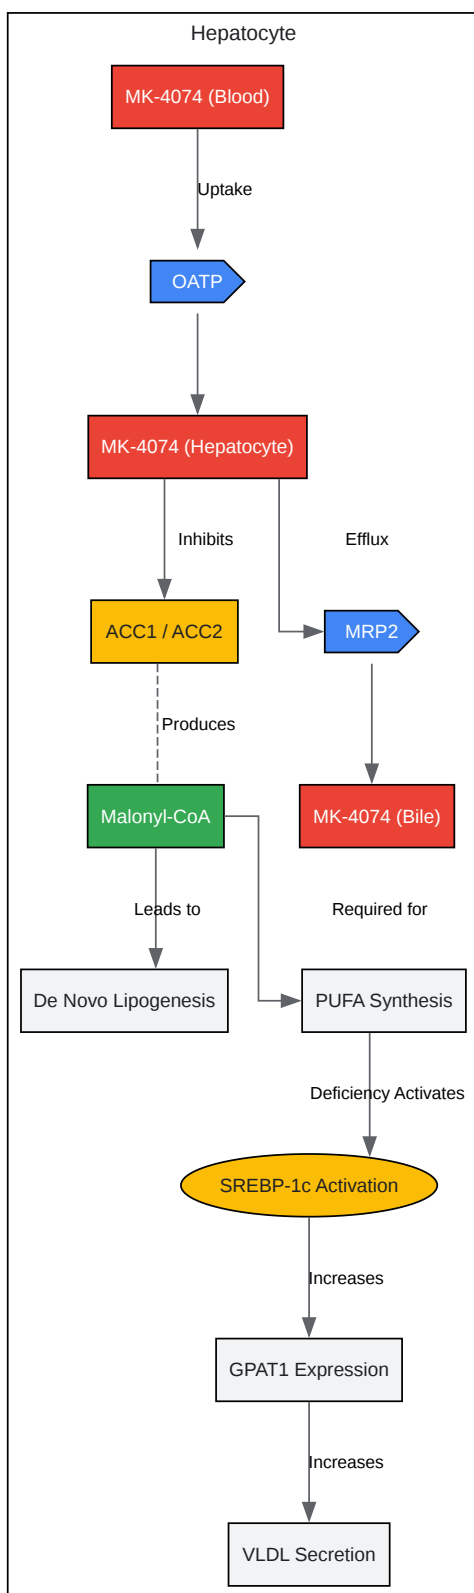 Hepatocyte
MK-4074 (Blood)
Uptake
OATP
MK-4074 (Hepatocyte)
Inhibits
Efflux
ACC1 / ACC2
MRP2
Produces
Malonyl-CoA
MK-4074 (Bile)
Leads to
Required for
De Novo Lipogenesis
PUFA Synthesis
Deficiency Activates
SREBP-1c Activation
Increases
GPAT1 Expression
Increases
VLDL Secretion